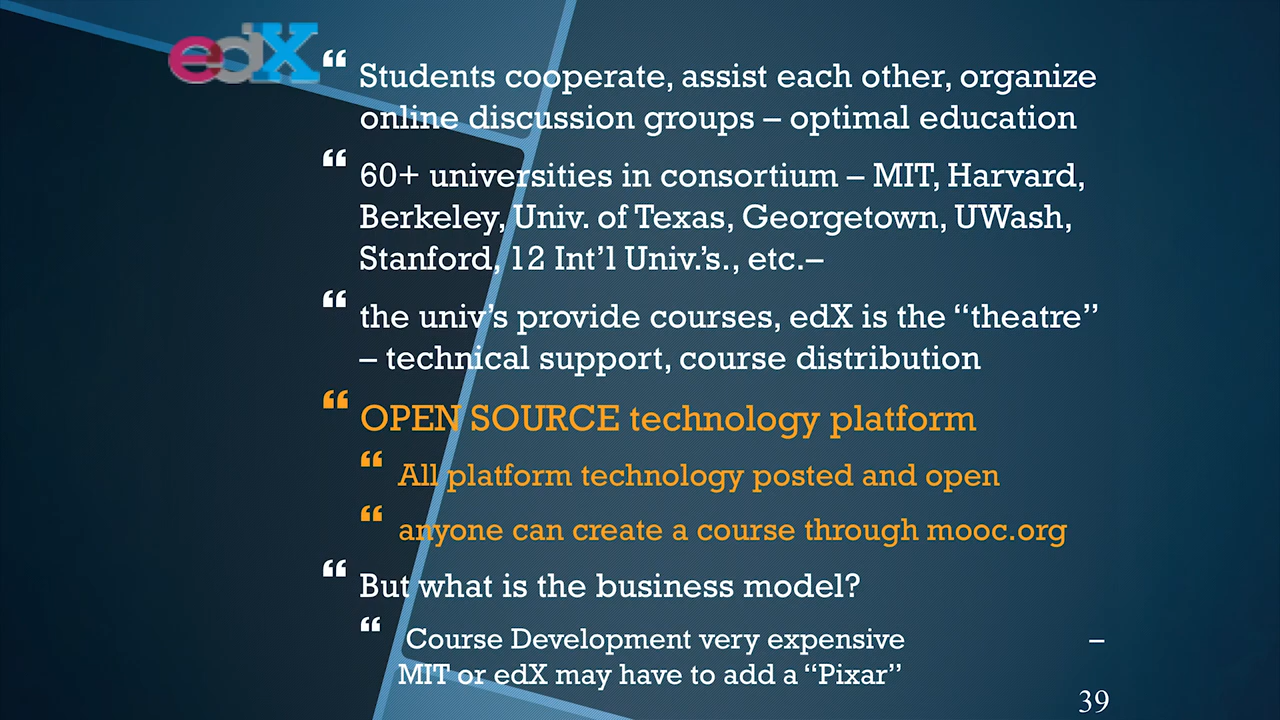 edX
“ Students cooperate, assist each other, organize
online discussion groups – optimal education
“ 60+ universities in consortium – MIT, Harvard,
Berkeley, Univ. of Texas, Georgetown, UWash,
Stanford, 12 Int’l Univ.’s., etc.–
“ the univ’s provide courses, edX is the “theatre”
– technical support, course distribution
“ OPEN SOURCE technology platform
“ All platform technology posted and open
“ anyone can create a course through mooc.org
“ But what is the business model?
“ Course Development very expensive –
MIT or edX may have to add a “Pixar”
39